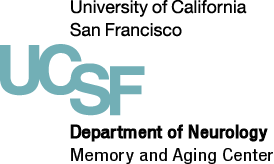 University of California
San Francisco
UCSF
Department of Neurology
Memory and Aging Center